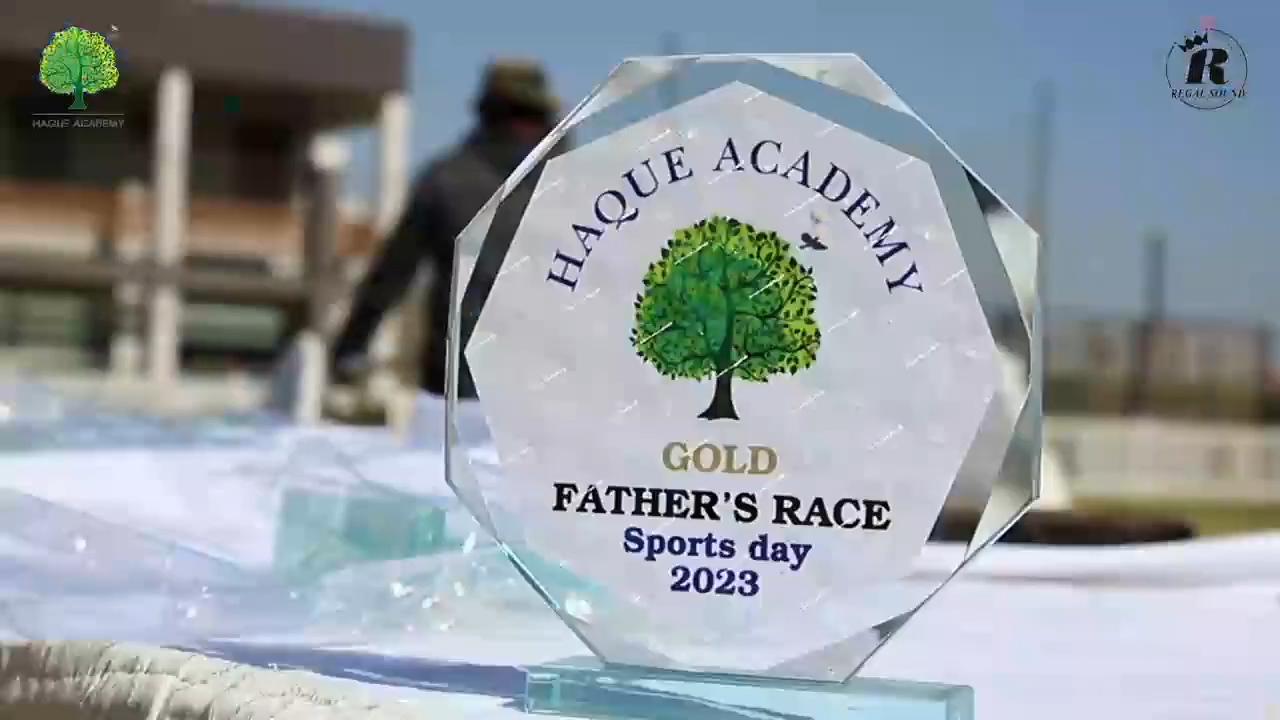 HAQUE ACADEMY
R
REGAL SOUND
HAQUE ACADEMY
GOLD
FATHER'S RACE
Sports day
2023